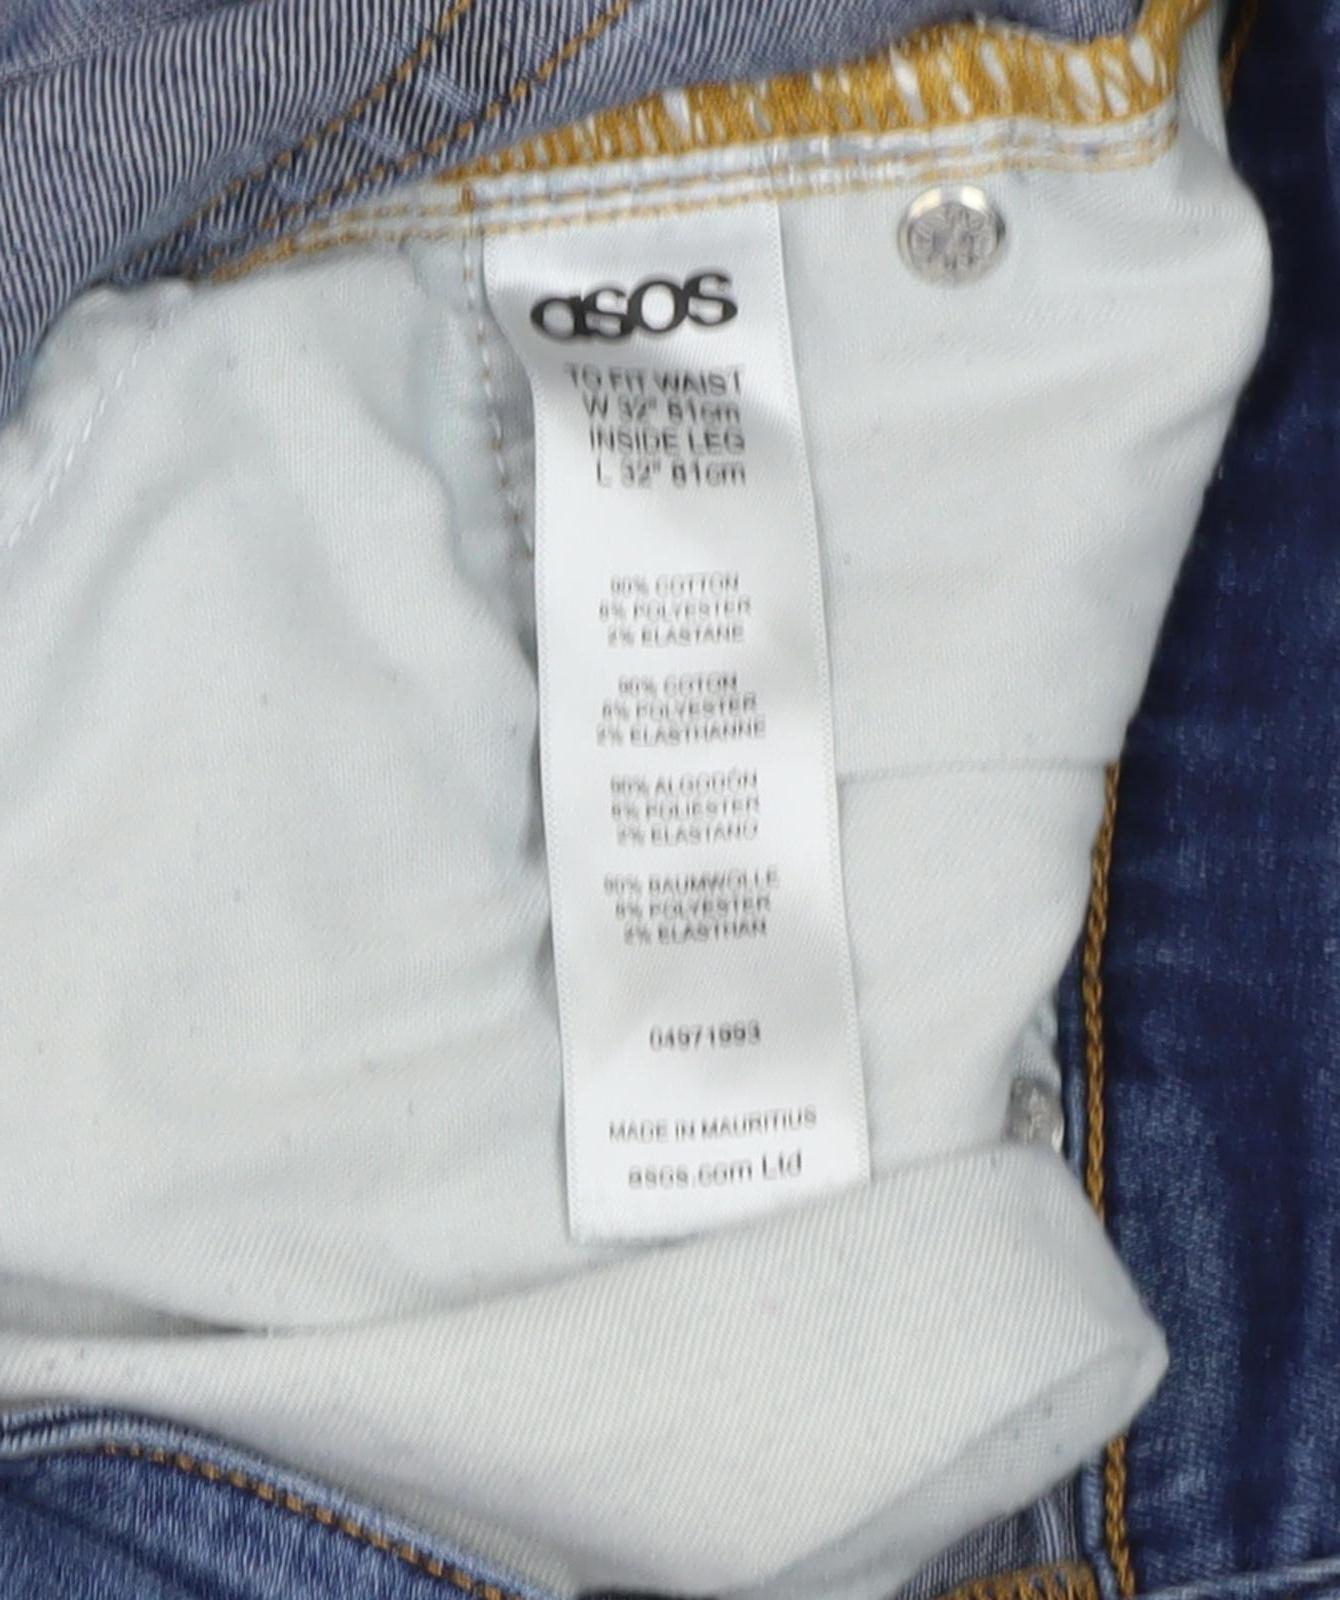 asos
TO FIT WAIST
W 32" 81cm
INSIDE LEG
L 32" 81cm
90% COTTON
8% POLYESTER
2% ELASTANE
90% COTON
8% POLYESTER
2% ELASTHANNE
90% ALGODÓN
8% POLIESTER
2% ELASTANO
90% BAUMWOLLE
8% POLYESTER
2% ELASTHAN
04971993
MADE IN MAURITIUS
asos.com Ltd